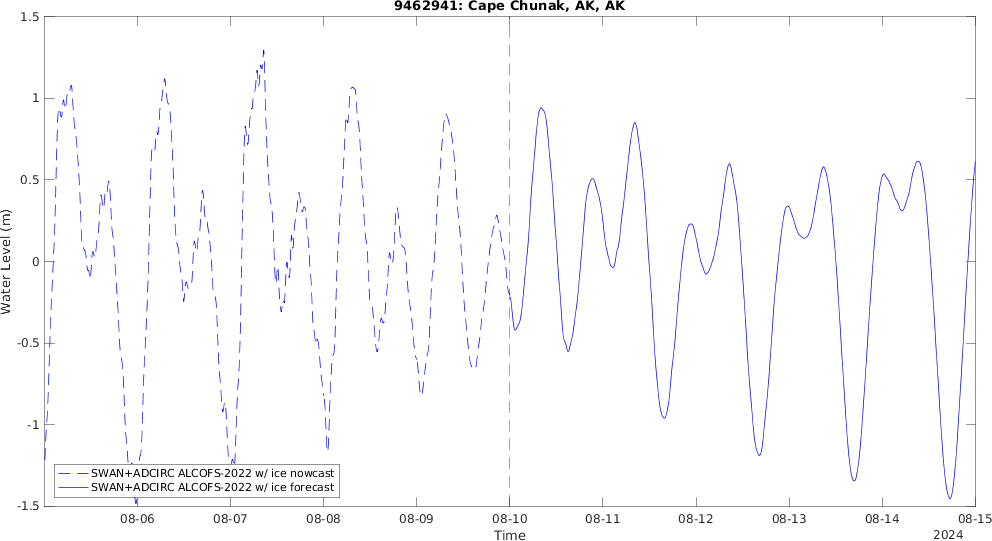 9462941: Cape Chunak, AK, AK
1.5
1
0.5
0
-0.5
-1
-1.5
Water Level (m)
SWAN+ADCIRC ALCOFS-2022 w/ ice nowcast
SWAN+ADCIRC ALCOFS-2022 w/ ice forecast
08-06 08-07 08-08 08-09 08-10 08-11 08-12 08-13 08-14 08-15
Time
2024